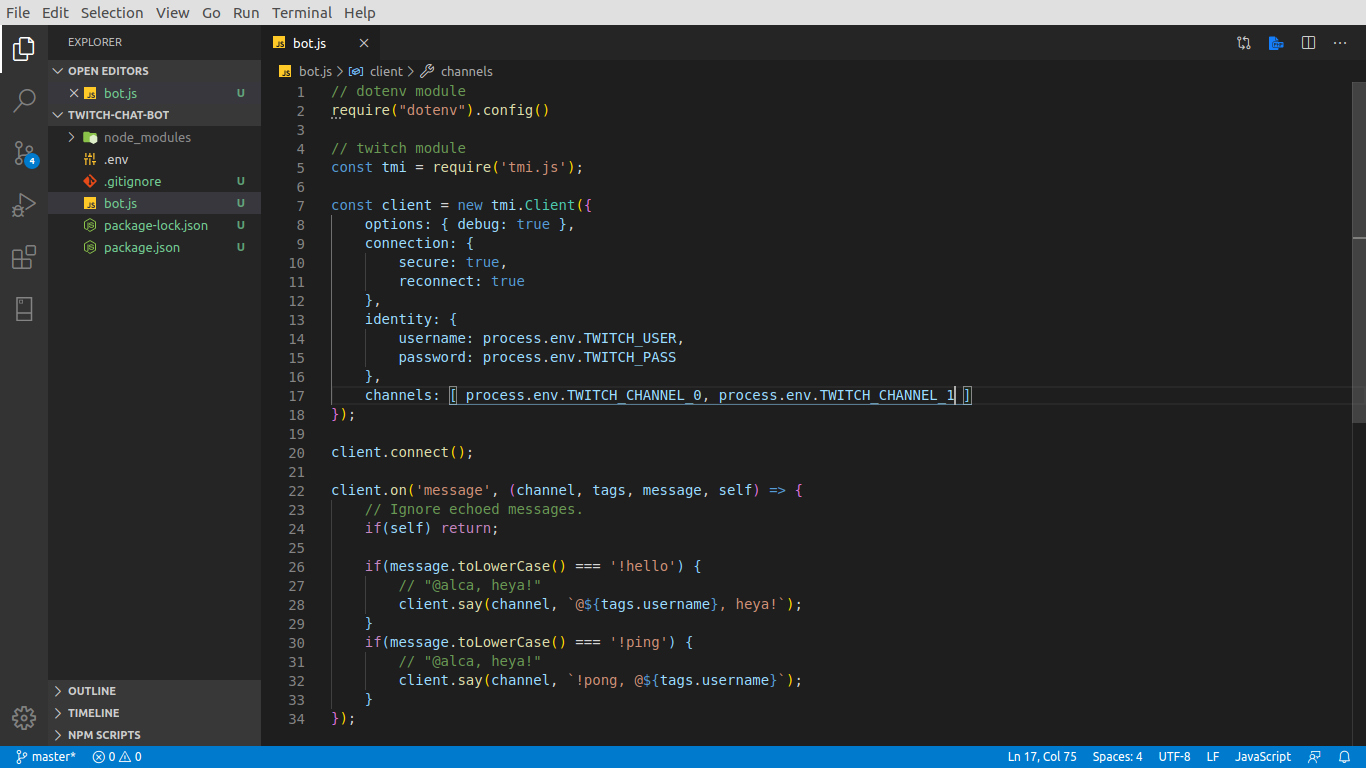 File Edit Selection View Go Run Terminal Help
EXPLORER
OPEN EDITORS
bot.js U
TWITCH-CHAT-BOT
node_modules
.env
.gitignore U
bot.js U
package-lock.json U
package.json U
OUTLINE
TIMELINE
NPM SCRIPTS
4
JS bot.js
JS bot.js > client > channels
1 // dotenv module
2 require("dotenv").config()
3
4 // twitch module
5 const tmi = require('tmi.js');
6
7 const client = new tmi.Client({
8     options: { debug: true },
9     connection: {
10         secure: true,
11         reconnect: true
12     },
13     identity: {
14         username: process.env.TWITCH_USER,
15         password: process.env.TWITCH_PASS
16     },
17     channels: [ process.env.TWITCH_CHANNEL_0, process.env.TWITCH_CHANNEL_1 ]
18 });
19
20 client.connect();
21
22 client.on('message', (channel, tags, message, self) => {
23     // Ignore echoed messages.
24     if(self) return;
25
26     if(message.toLowerCase() === '!hello') {
27         // "@alca, heya!"
28         client.say(channel, `@${tags.username}, heya!`);
29     }
30     if(message.toLowerCase() === '!ping') {
31         // "@alca, heya!"
32         client.say(channel, `!pong, @${tags.username}`);
33     }
34 });
master* 0 0 Ln 17, Col 75 Spaces: 4 UTF-8 LF JavaScript